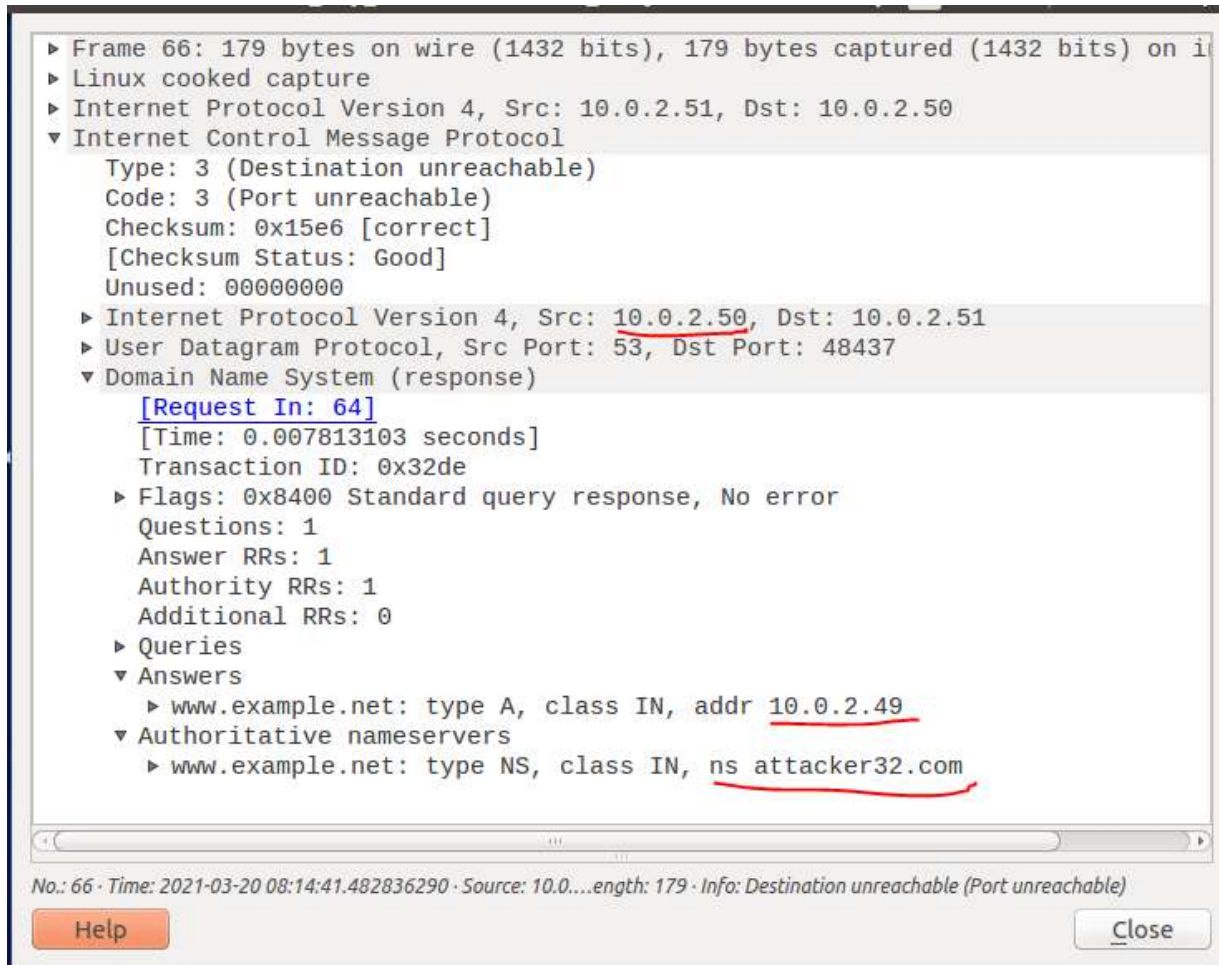 Frame 66: 179 bytes on wire (1432 bits), 179 bytes captured (1432 bits) on
Linux cooked capture
Internet Protocol Version 4, Src: 10.0.2.51, Dst: 10.0.2.50
Internet Control Message Protocol
Type: 3 (Destination unreachable)
Code: 3 (Port unreachable)
Checksum: 0x15e6 [correct]
[Checksum Status: Good]
Unused: 00000000
Internet Protocol Version 4, Src: 10.0.2.50, Dst: 10.0.2.51
User Datagram Protocol, Src Port: 53, Dst Port: 48437
Domain Name System (response)
[Request In: 64]
[Time: 0.007813103 seconds]
Transaction ID: 0x32de
Flags: 0x8400 Standard query response, No error
Questions: 1
Answer RRs: 1
Authority RRs: 1
Additional RRs: 0
Queries
Answers
www.example.net: type A, class IN, addr 10.0.2.49
Authoritative nameservers
www.example.net: type NS, class IN, ns attacker32.com
No.: 66 · Time: 2021-03-20 08:14:41.482836290 · Source: 10.0....ength: 179 · Info: Destination unreachable (Port unreachable)
Help
Close